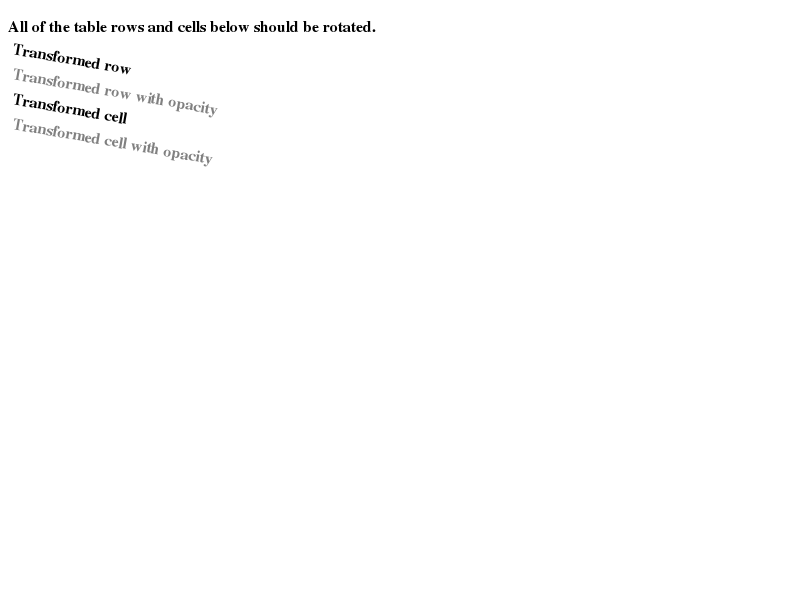 All of the table rows and cells below should be rotated.
Transformed row
Transformed row with opacity
Transformed cell
Transformed cell with opacity